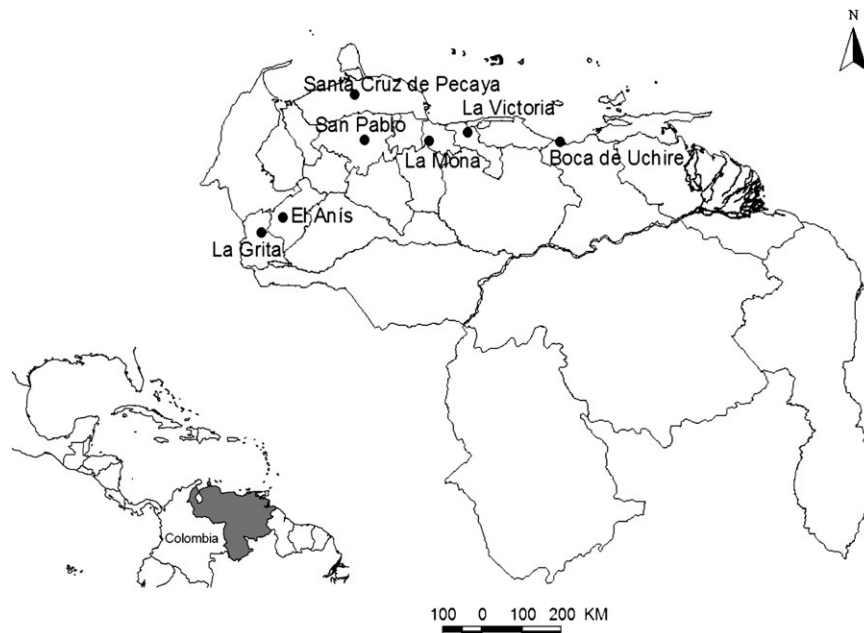 N
Santa Cruz de Pecaya
La Victoria
San Pablo
La Mona
Boca de Uchire
El Anís
La Grita
Colombia
100 0 100 200 KM